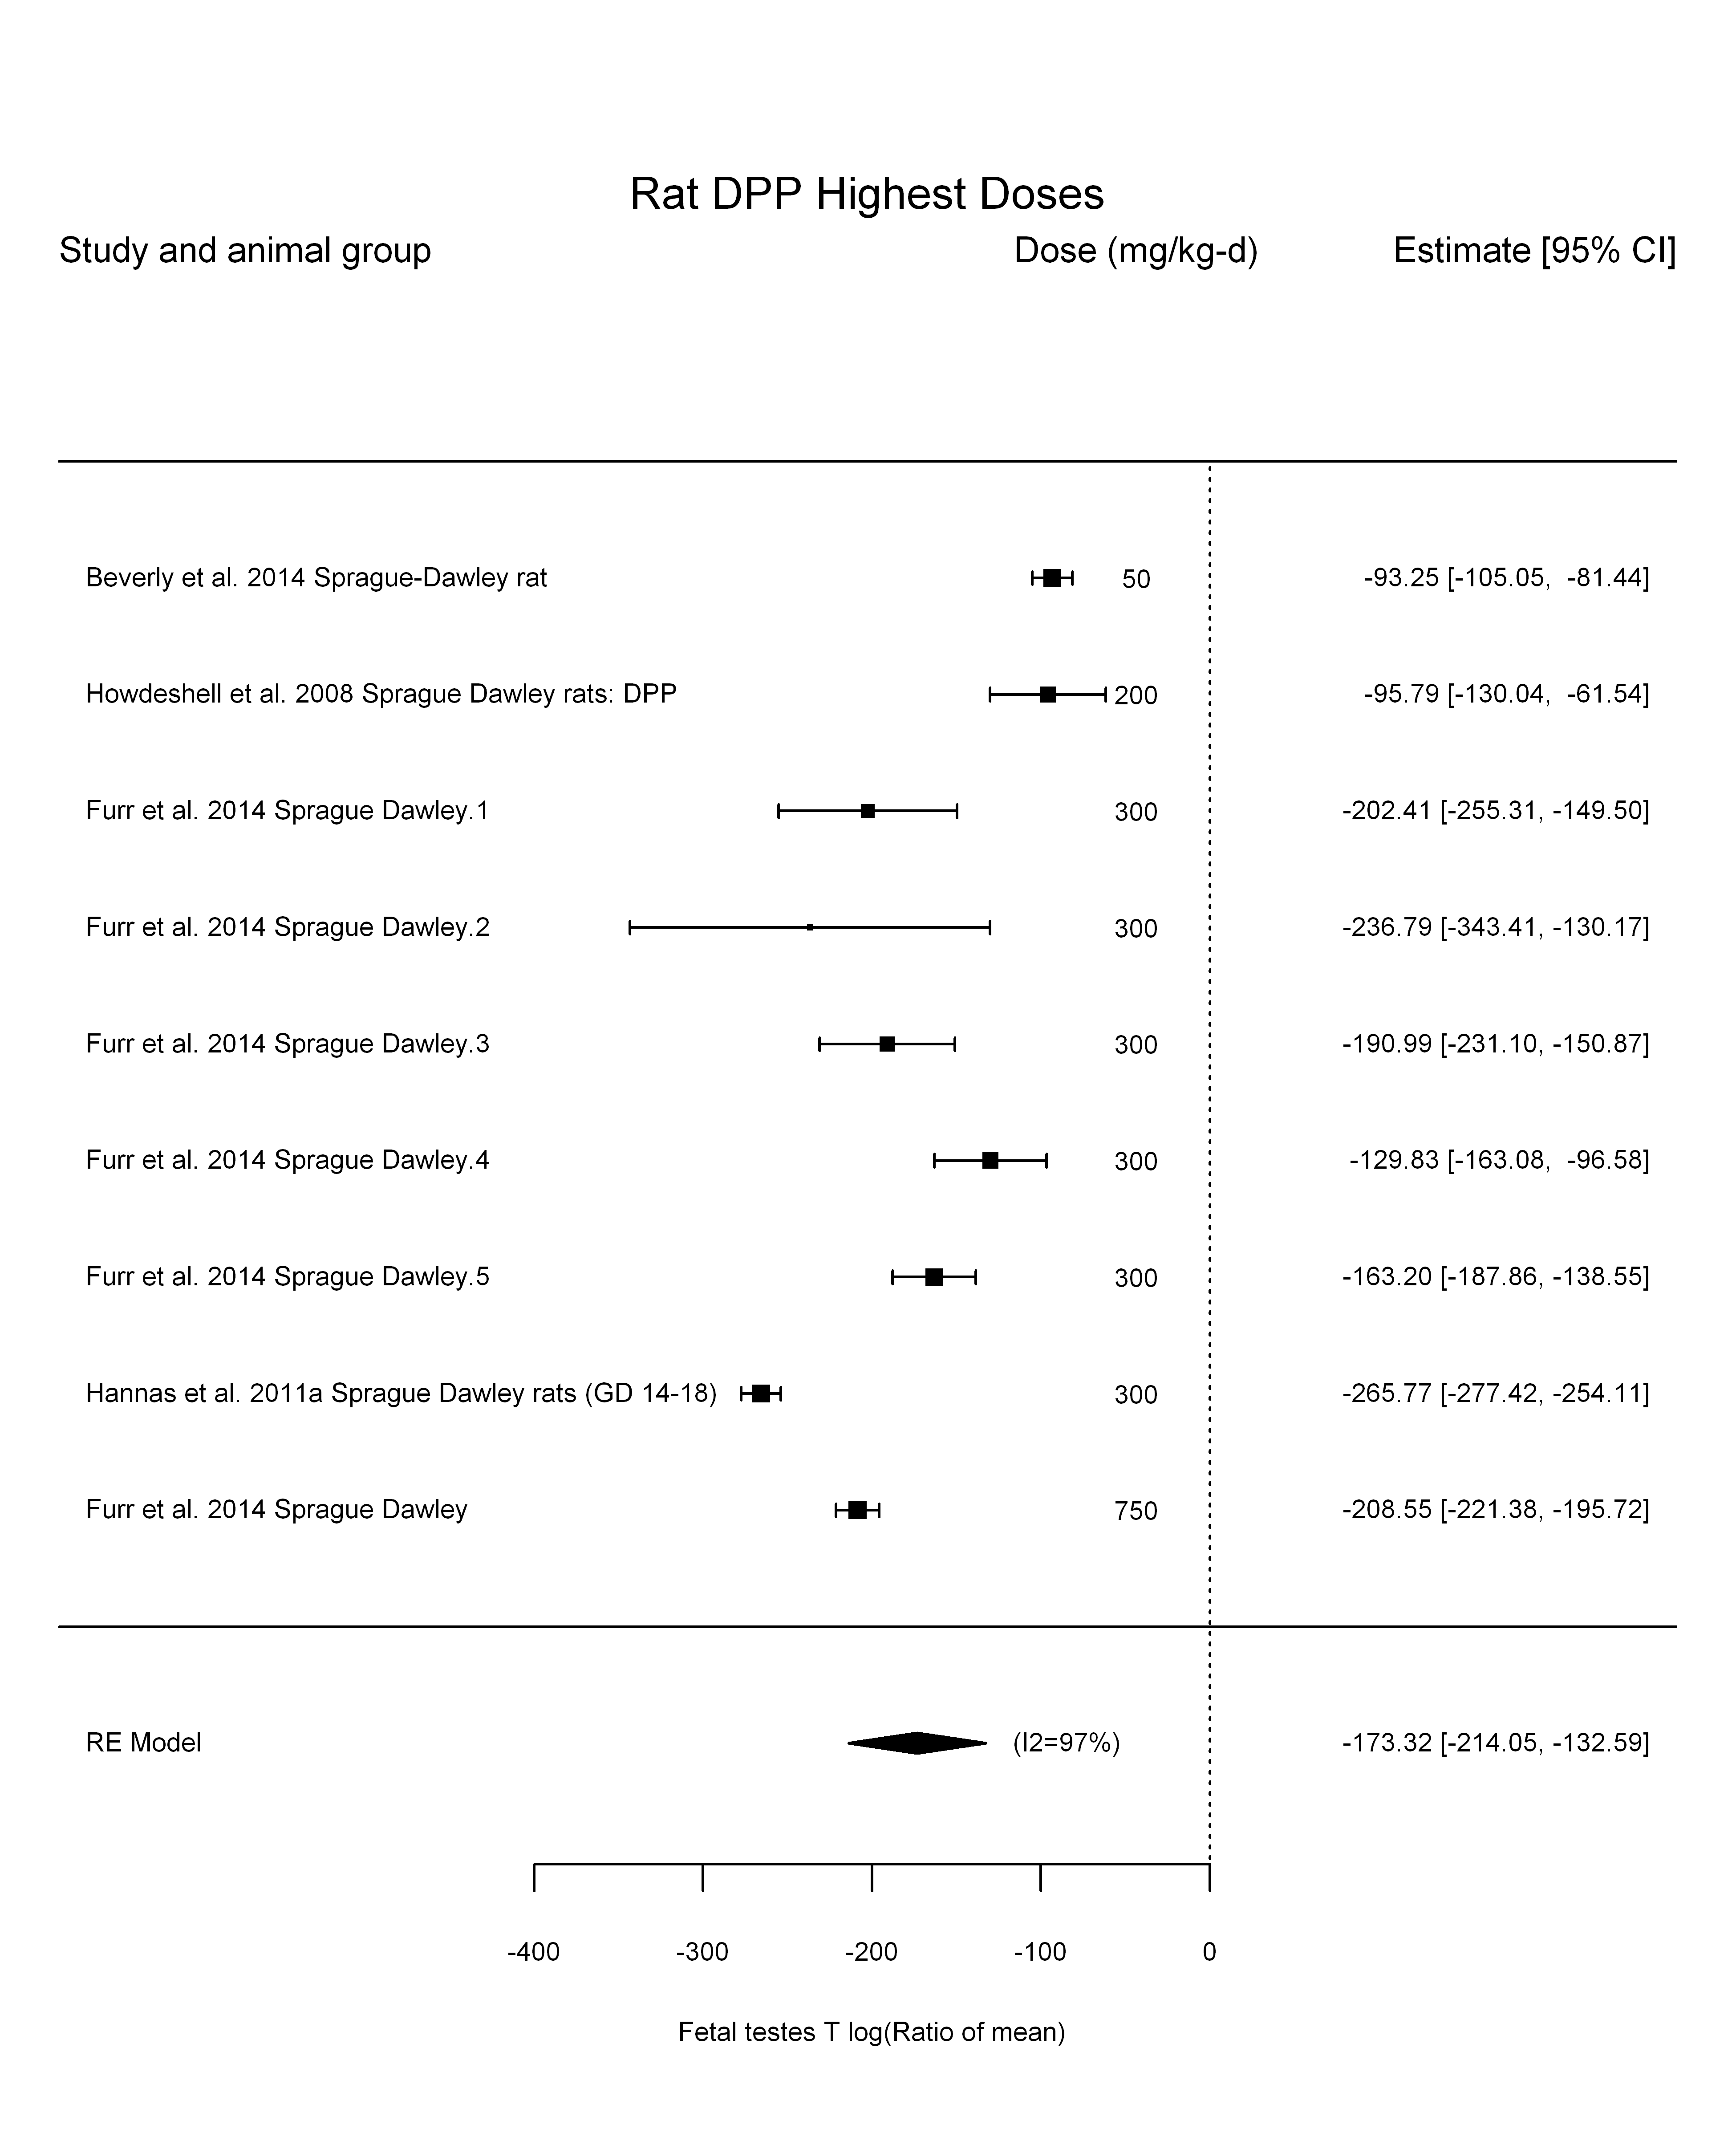 Rat DPP Highest Doses
Study and animal group Dose (mg/kg-d) Estimate [95% CI]
Beverly et al. 2014 Sprague-Dawley rat 50 -93.25 [-105.05, -81.44]
Howdeshell et al. 2008 Sprague Dawley rats: DPP 200 -95.79 [-130.04, -61.54]
Furr et al. 2014 Sprague Dawley.1 300 -202.41 [-255.31, -149.50]
Furr et al. 2014 Sprague Dawley.2 300 -236.79 [-343.41, -130.17]
Furr et al. 2014 Sprague Dawley.3 300 -190.99 [-231.10, -150.87]
Furr et al. 2014 Sprague Dawley.4 300 -129.83 [-163.08, -96.58]
Furr et al. 2014 Sprague Dawley.5 300 -163.20 [-187.86, -138.55]
Hannas et al. 2011a Sprague Dawley rats (GD 14-18) 300 -265.77 [-277.42, -254.11]
Furr et al. 2014 Sprague Dawley 750 -208.55 [-221.38, -195.72]
RE Model (I2=97%) -173.32 [-214.05, -132.59]
-400 -300 -200 -100 0
Fetal testes T log(Ratio of mean)